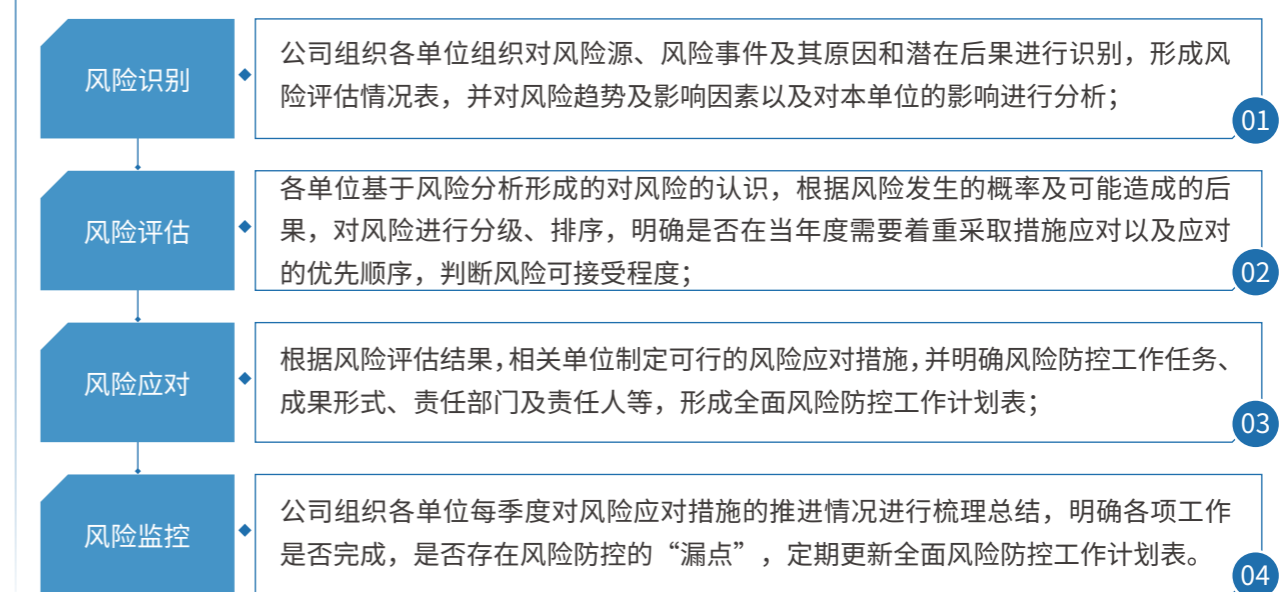 风险识别
公司组织各单位组织对风险源、风险事件及其原因和潜在后果进行识别，形成风
险评估情况表，并对风险趋势及影响因素以及对本单位的影响进行分析；
01
风险评估
各单位基于风险分析形成的对风险的认识，根据风险发生的概率及可能造成的后
果，对风险进行分级、排序，明确是否在当年度需要着重采取措施应对以及应对
的优先顺序，判断风险可接受程度；
02
风险应对
根据风险评估结果，相关单位制定可行的风险应对措施，并明确风险防控工作任务、
成果形式、责任部门及责任人等，形成全面风险防控工作计划表；
03
风险监控
公司组织各单位每季度对风险应对措施的推进情况进行梳理总结，明确各项工作
是否完成，是否存在风险防控的“漏点”，定期更新全面风险防控工作计划表。
04